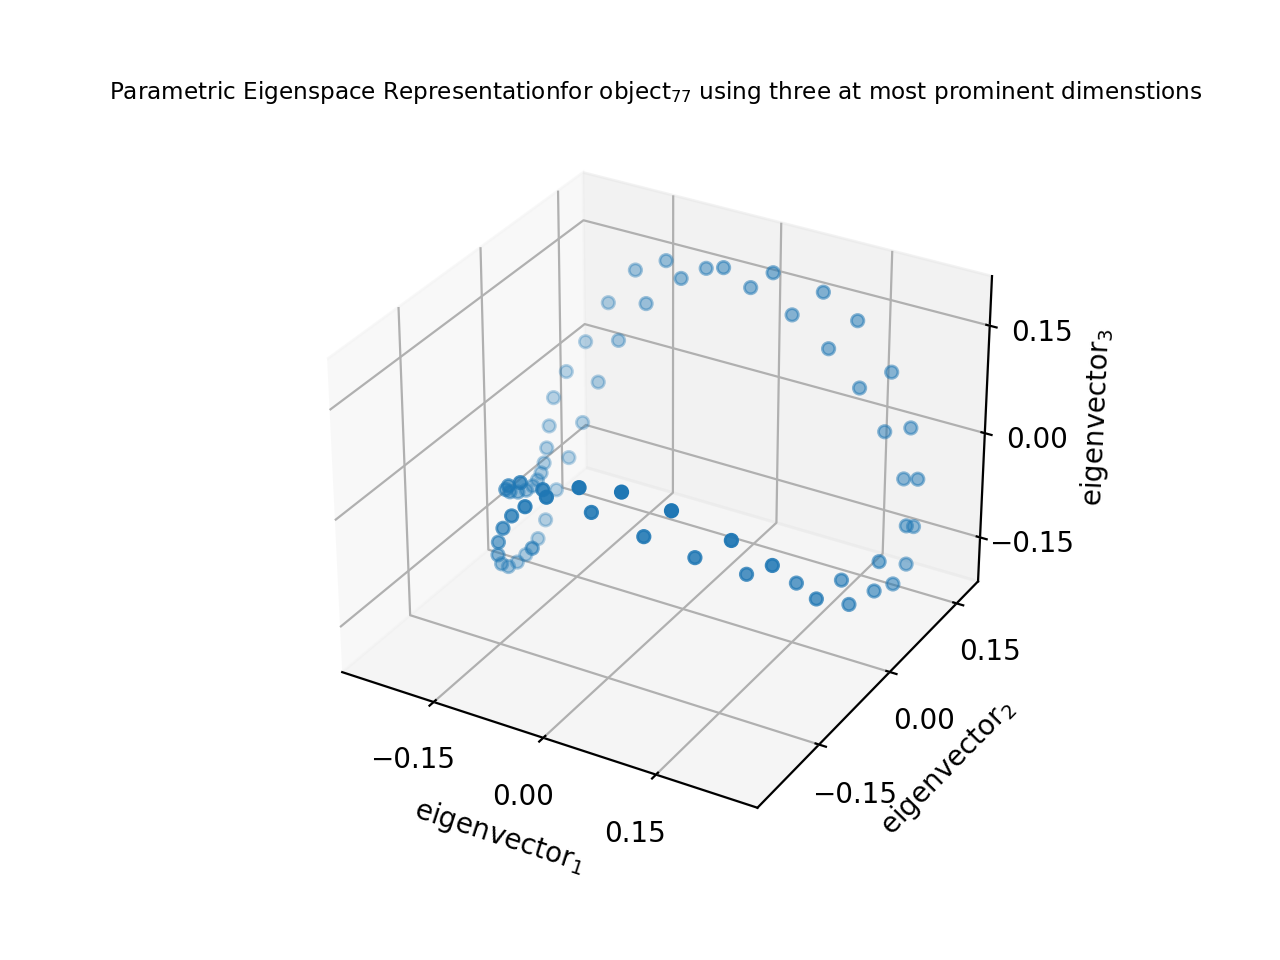 Parametric Eigenspace Representationfor object₇₇ using three at most prominent dimenstions
0.15
0.00
−0.15
eigenvector₃
0.15
0.00
−0.15
eigenvector₂
−0.15
0.00
0.15
eigenvector₁